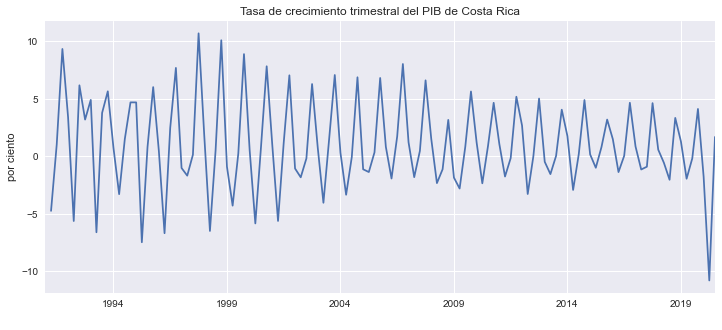 Tasa de crecimiento trimestral del PIB de Costa Rica
por ciento
10
5
0
−5
−10
1994 1999 2004 2009 2014 2019